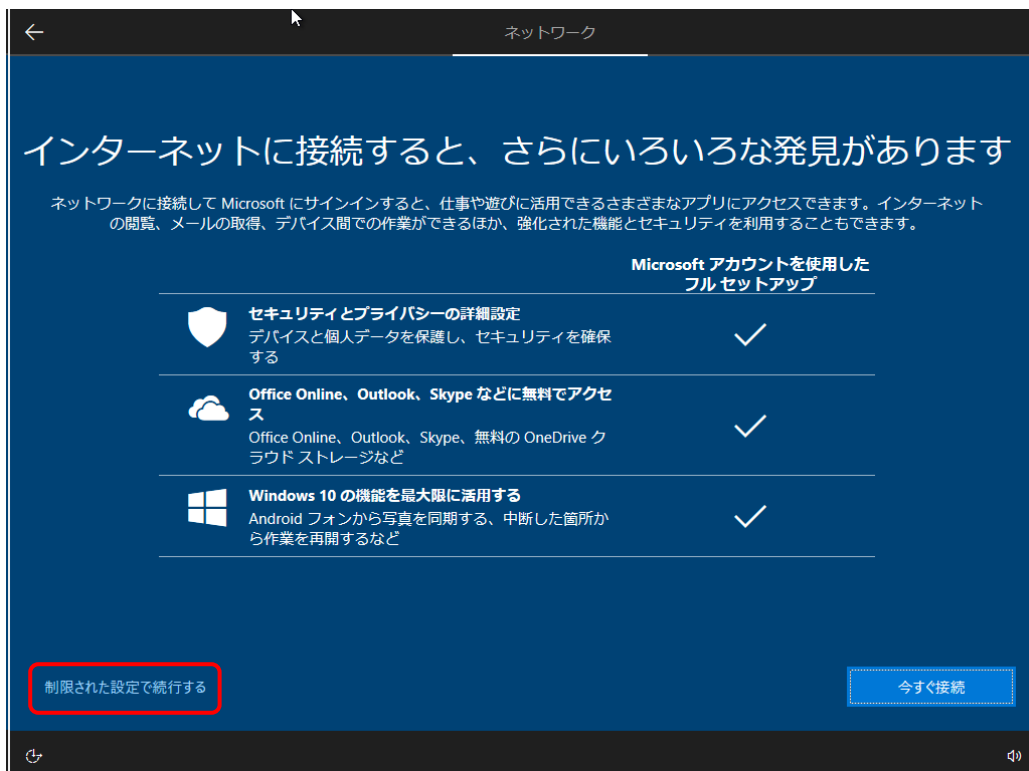 ネットワーク
インターネットに接続すると、さらにいろいろな発見があります
ネットワークに接続して Microsoft にサインインすると、仕事や遊びに活用できるさまざまなアプリにアクセスできます。インターネット
の閲覧、メールの取得、デバイス間での作業ができるほか、強化された機能とセキュリティを利用することもできます。
Microsoft アカウントを使用した
フル セットアップ
セキュリティとプライバシーの詳細設定
デバイスと個人データを保護し、セキュリティを確保
する
Office Online、Outlook、Skype などに無料でアクセ
ス
Office Online、Outlook、Skype、無料の OneDrive ク
ラウド ストレージなど
Windows 10 の機能を最大限に活用する
Android フォンから写真を同期する、中断した箇所か
ら作業を再開するなど
制限された設定で続行する
今すぐ接続